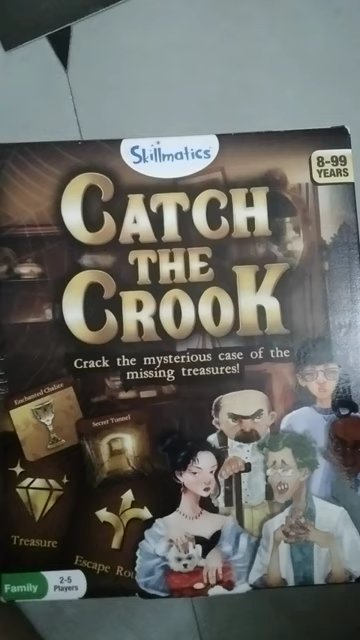 Skillmatics
8-99
YEARS
CATCH
THE
CROOK
Crack the mysterious case of the
missing treasures!
Enchanted Chalice
Secret Tunnel
Treasure
Escape
Family
2-5
Players